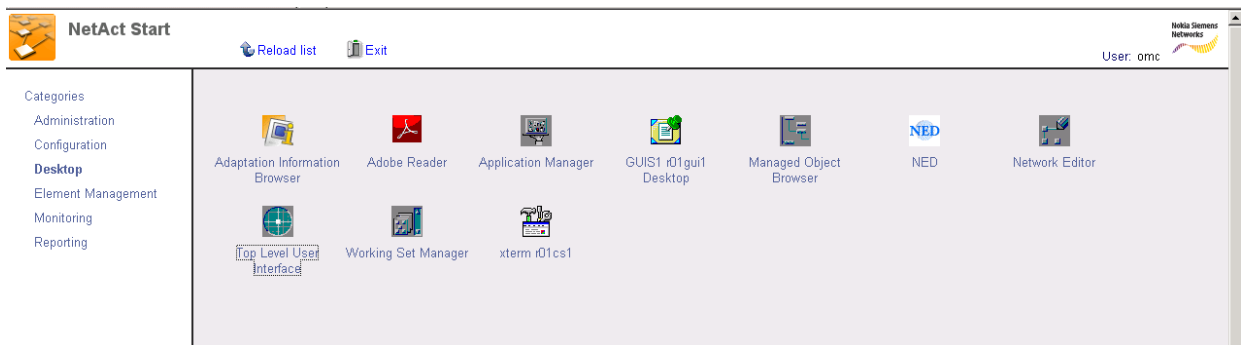 NetAct Start
Reload list
Exit
Nokia Siemens
Networks
User: omc
Categories
Administration
Configuration
Desktop
Element Management
Monitoring
Reporting
Adaptation Information
Browser
Adobe Reader
Application Manager
GUIS1 r01gui1
Desktop
Managed Object
Browser
NED
NED
Network Editor
Top Level User
Interface
Working Set Manager
xterm r01cs1